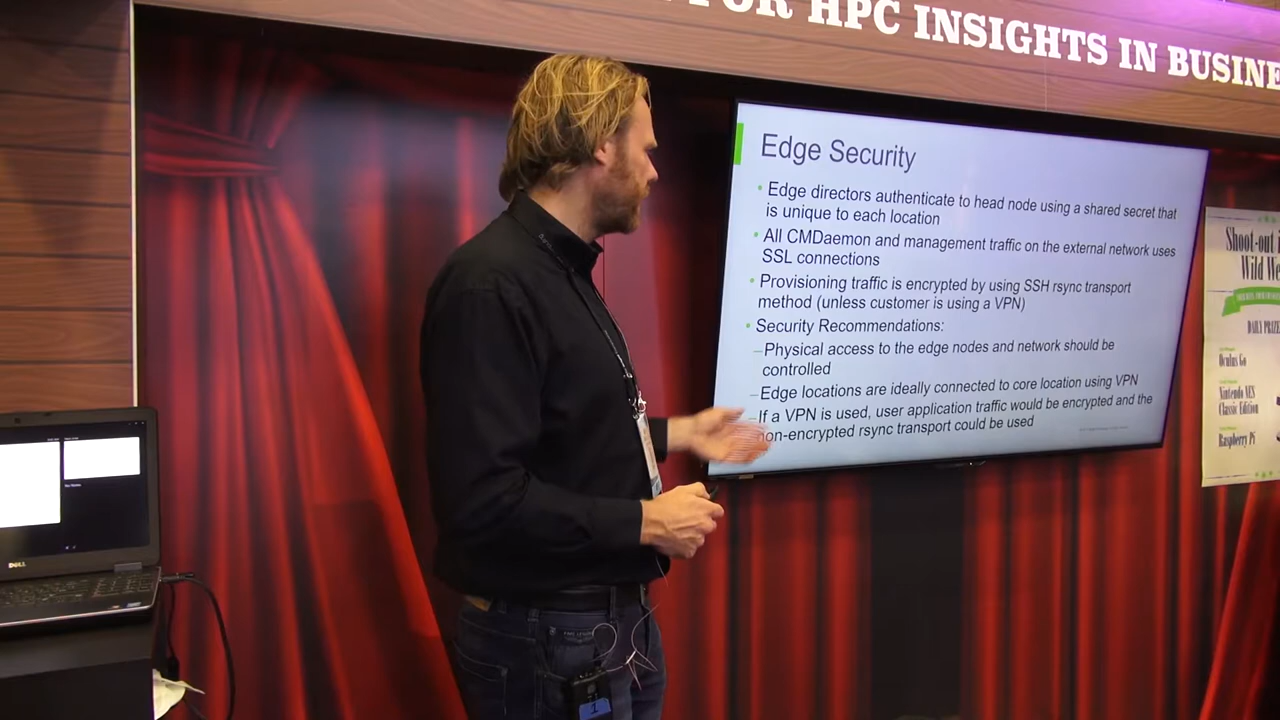 FOR HPC INSIGHTS IN BUSINE
Edge Security
• Edge directors authenticate to head node using a shared secret that
is unique to each location
• All CMDaemon and management traffic on the external network uses
SSL connections
• Provisioning traffic is encrypted by using SSH rsync transport
method (unless customer is using a VPN)
• Security Recommendations:
–Physical access to the edge nodes and network should be
controlled
–Edge locations are ideally connected to core location using VPN
–If a VPN is used, user application traffic would be encrypted and the
non-encrypted rsync transport could be used
Shoot-out
Wild We
DAILY PRIZE
Oculus Go
Nintendo NES
Classic Edition
Raspberry Pi
DELL
1